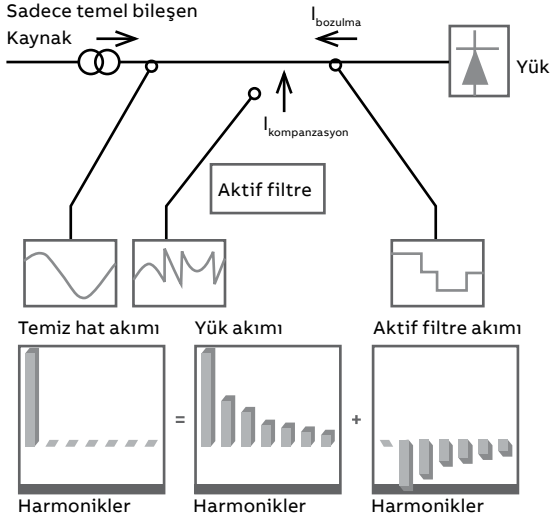 Sadece temel bileşen
Kaynak
Ibozulma
Yük
Ikompanzasyon
Aktif filtre
Temiz hat akımı
Yük akımı
Aktif filtre akımı
=
+
Harmonikler
Harmonikler
Harmonikler